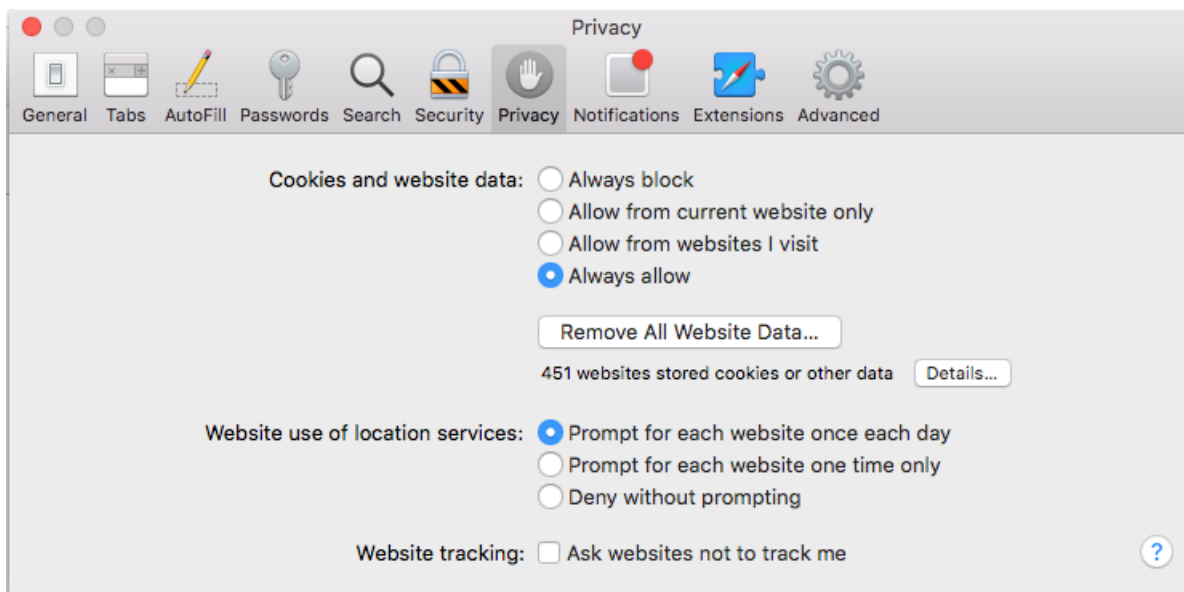 Privacy
General Tabs AutoFill Passwords Search Security Privacy Notifications Extensions Advanced
Cookies and website data: Always block
Allow from current website only
Allow from websites I visit
Always allow
Remove All Website Data...
451 websites stored cookies or other data Details...
Website use of location services: Prompt for each website once each day
Prompt for each website one time only
Deny without prompting
Website tracking: Ask websites not to track me ?